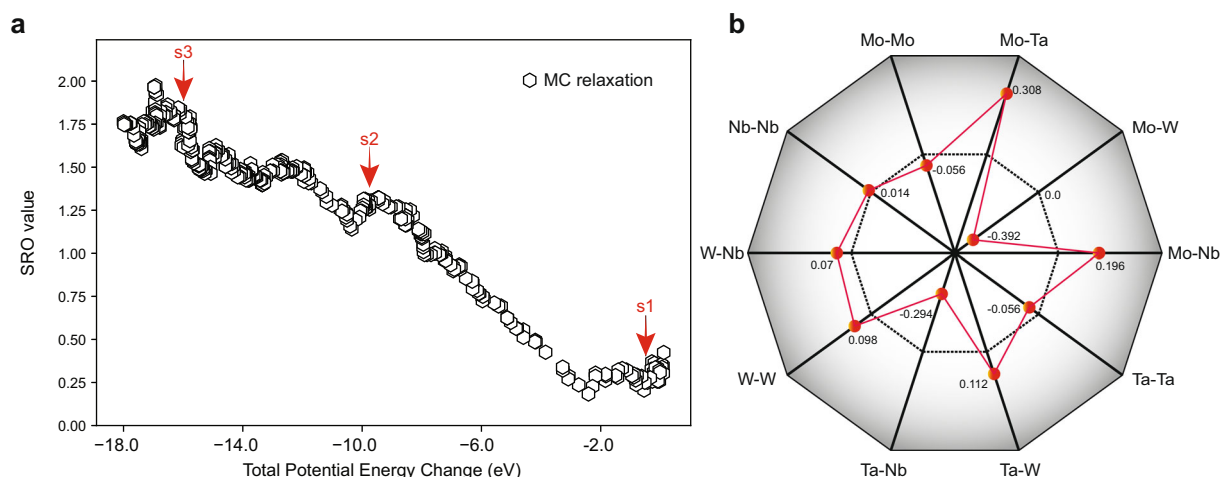 a
s3
s2
s1
MC relaxation
2.00
1.75
1.50
1.25
1.00
0.75
0.50
0.25
0.00
SRO value
−18.0
−14.0
−10.0
−6.0
−2.0
Total Potential Energy Change (eV)
b
Mo-Mo
Mo-Ta
0.308
Nb-Nb
Mo-W
-0.056
0.014
0.0
-0.392
W-Nb
Mo-Nb
0.07
0.196
-0.294
-0.056
0.098
W-W
0.112
Ta-Ta
Ta-Nb
Ta-W